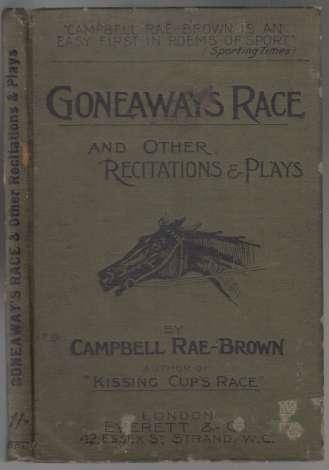 "CAMPBELL RAE-BROWN IS AN
EASY FIRST IN POEMS OF SPORT"
(Sporting Times)
GONEAWAY'S RACE
AND OTHER
RECITATIONS & PLAYS
BY
CAMPBELL RAE-BROWN
AUTHOR OF
"KISSING CUP'S RACE"
LONDON
EVERETT & Co.
42, ESSEX ST STRAND, W.C.
GONEAWAY'S RACE & Other Recitations & Plays
1/-